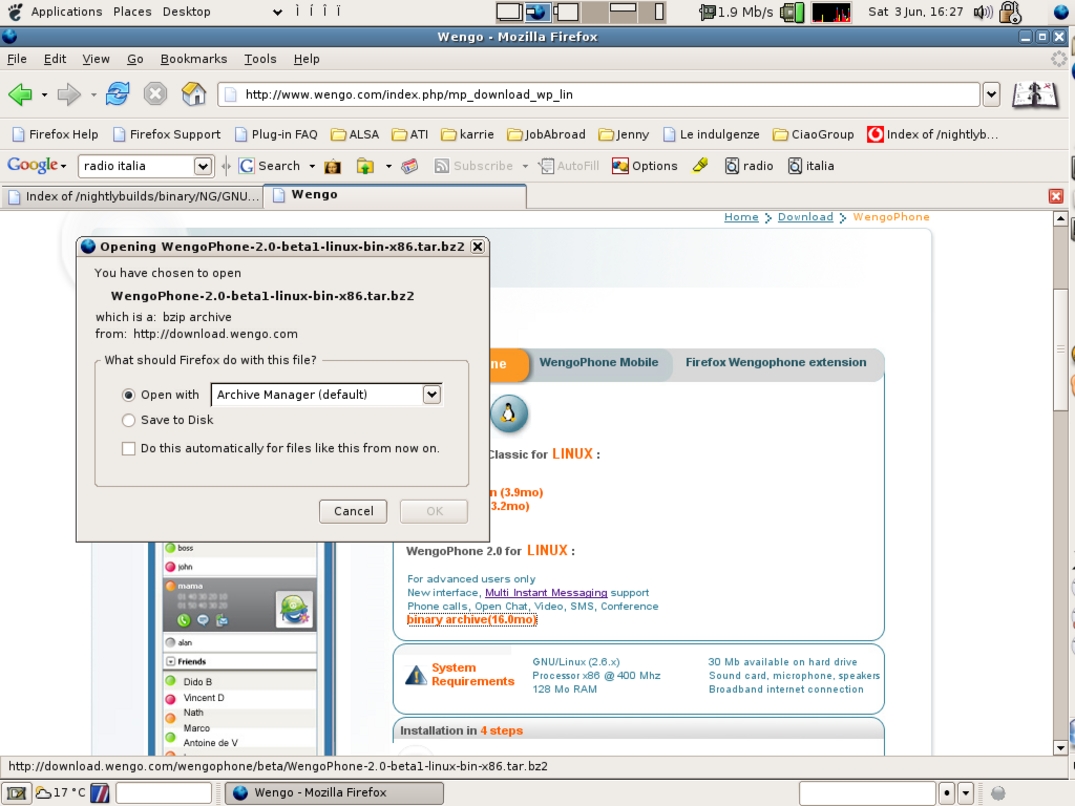 Applications Places Desktop
1.9 Mb/s
Sat 3 Jun, 16:27
Wengo - Mozilla Firefox
File Edit View Go Bookmarks Tools Help
http://www.wengo.com/index.php/mp_download_wp_lin
Firefox Help Firefox Support Plug-in FAQ ALSA ATI karrie JobAbroad Jenny Le indulgenze CiaoGroup Index of /nightlyb...
Google radio italia Search Subscribe AutoFill Options radio italia
Index of /nightlybuilds/binary/NG/GNU... Wengo
Home Download WengoPhone
Opening WengoPhone-2.0-beta1-linux-bin-x86.tar.bz2
You have chosen to open
WengoPhone-2.0-beta1-linux-bin-x86.tar.bz2
which is a: bzip archive
from: http://download.wengo.com
What should Firefox do with this file?
Open with Archive Manager (default)
Save to Disk
Do this automatically for files like this from now on.
Cancel OK
ne WengoPhone Mobile Firefox Wengophone extension
Classic for LINUX :
n (3.9mo)
3.2mo)
WengoPhone 2.0 for LINUX :
For advanced users only
New interface, Multi Instant Messaging support
Phone calls, Open Chat, Video, SMS, Conference
binary archive(16.0mo)
boss
john
mama
01 40 30 20 10
alan
Friends
Dido B
Vincent D
Nath
Marco
Antoine de V
System Requirements
GNU/Linux (2.6.x)
Processor x86 @ 400 Mhz
128 Mo RAM
30 Mb available on hard drive
Sound card, microphone, speakers
Broadband internet connection
Installation in 4 steps
http://download.wengo.com/wengophone/beta/WengoPhone-2.0-beta1-linux-bin-x86.tar.bz2
17 °C
Wengo - Mozilla Firefox